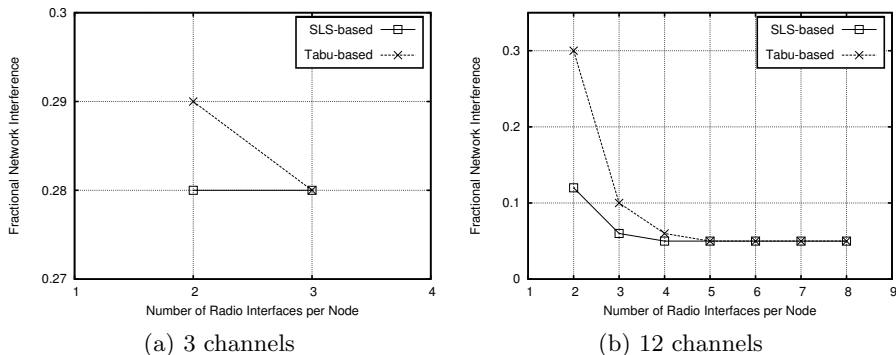 0.3
0.29
0.28
0.27
1
2
3
4
Fractional Network Interference
Number of Radio Interfaces per Node
SLS-based
Tabu-based
(a) 3 channels
0.3
0.2
0.1
0
1
2
3
4
5
6
7
8
9
Fractional Network Interference
Number of Radio Interfaces per Node
SLS-based
Tabu-based
(b) 12 channels